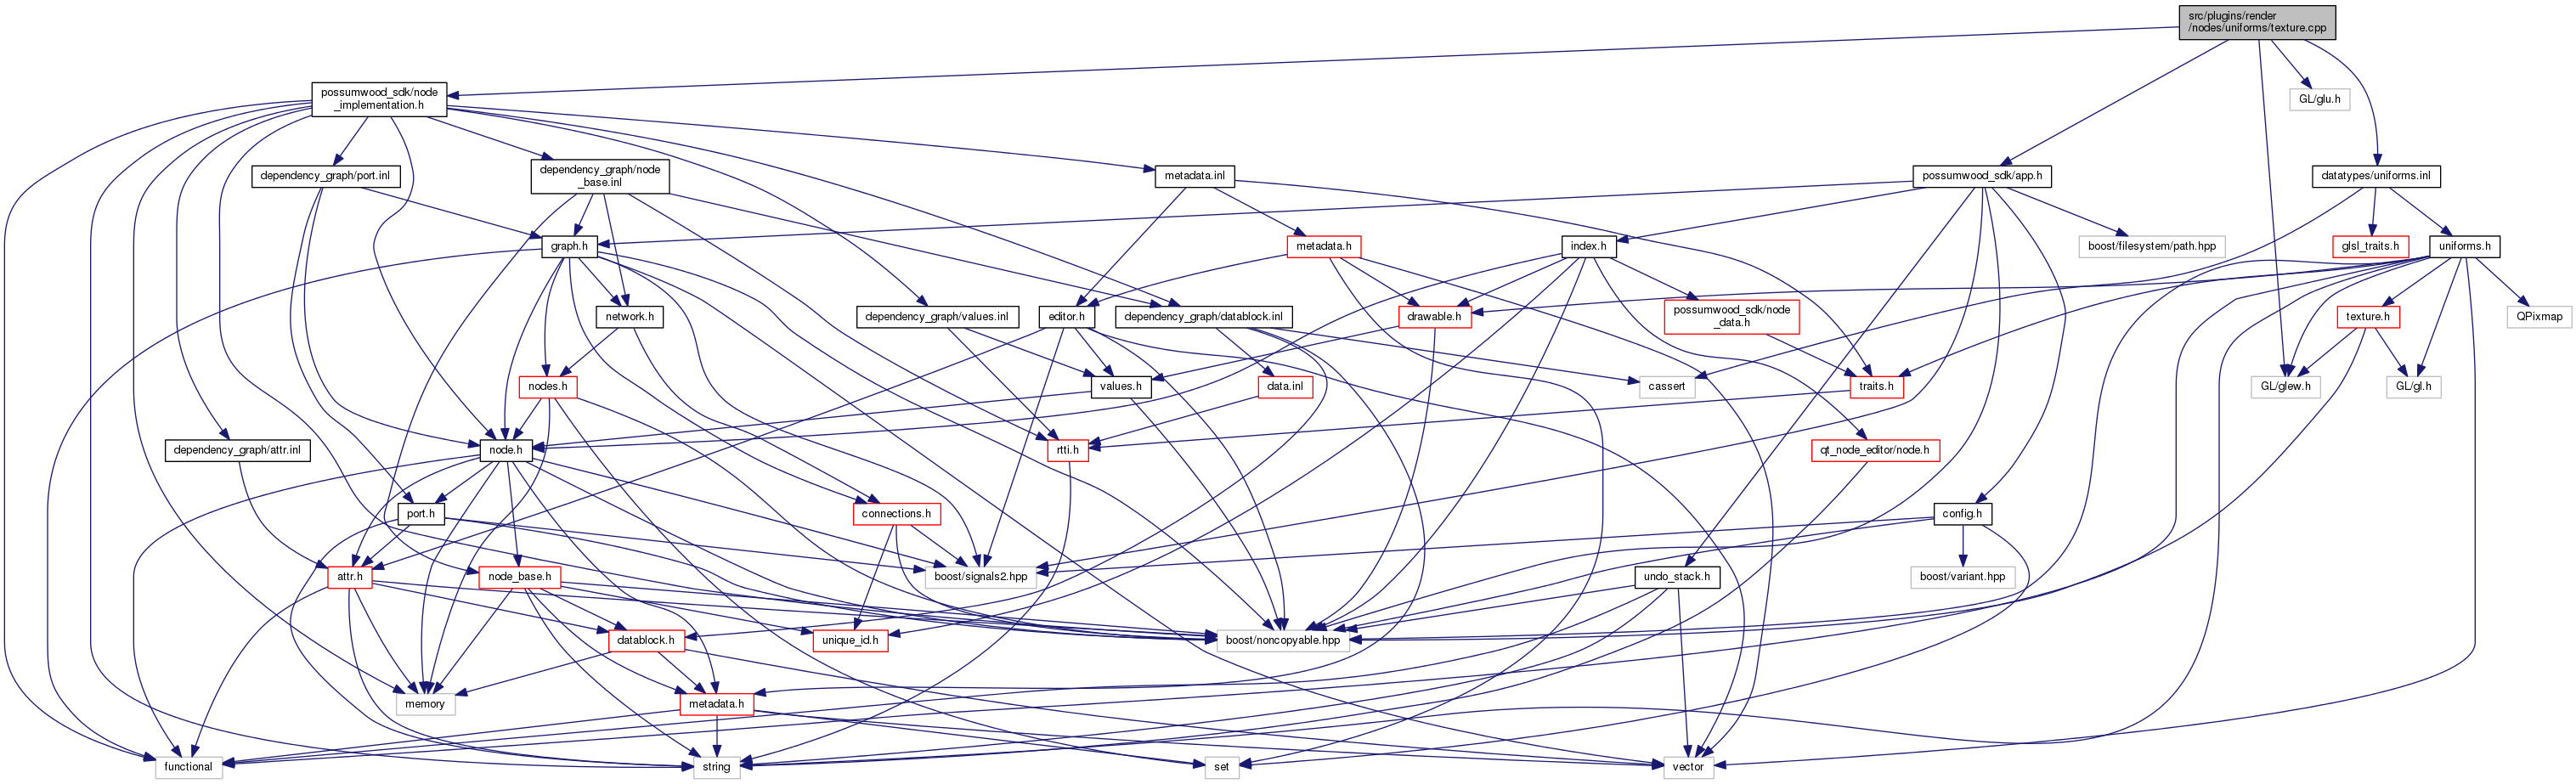 src/plugins/render
/nodes/uniforms/texture.cpp
possumwood_sdk/node
_implementation.h
GL/glu.h
dependency_graph/port.inl
dependency_graph/node
_base.inl
metadata.inl
possumwood_sdk/app.h
datatypes/uniforms.inl
graph.h
metadata.h
index.h
boost/filesystem/path.hpp
glsl_traits.h
uniforms.h
network.h
dependency_graph/values.inl
editor.h
dependency_graph/datablock.inl
drawable.h
possumwood_sdk/node
_data.h
texture.h
QPixmap
nodes.h
values.h
data.inl
cassert
traits.h
GL/glew.h
GL/gl.h
dependency_graph/attr.inl
node.h
rtti.h
qt_node_editor/node.h
port.h
connections.h
config.h
attr.h
node_base.h
boost/signals2.hpp
undo_stack.h
boost/variant.hpp
datablock.h
unique_id.h
boost/noncopyable.hpp
memory
metadata.h
functional
string
set
vector